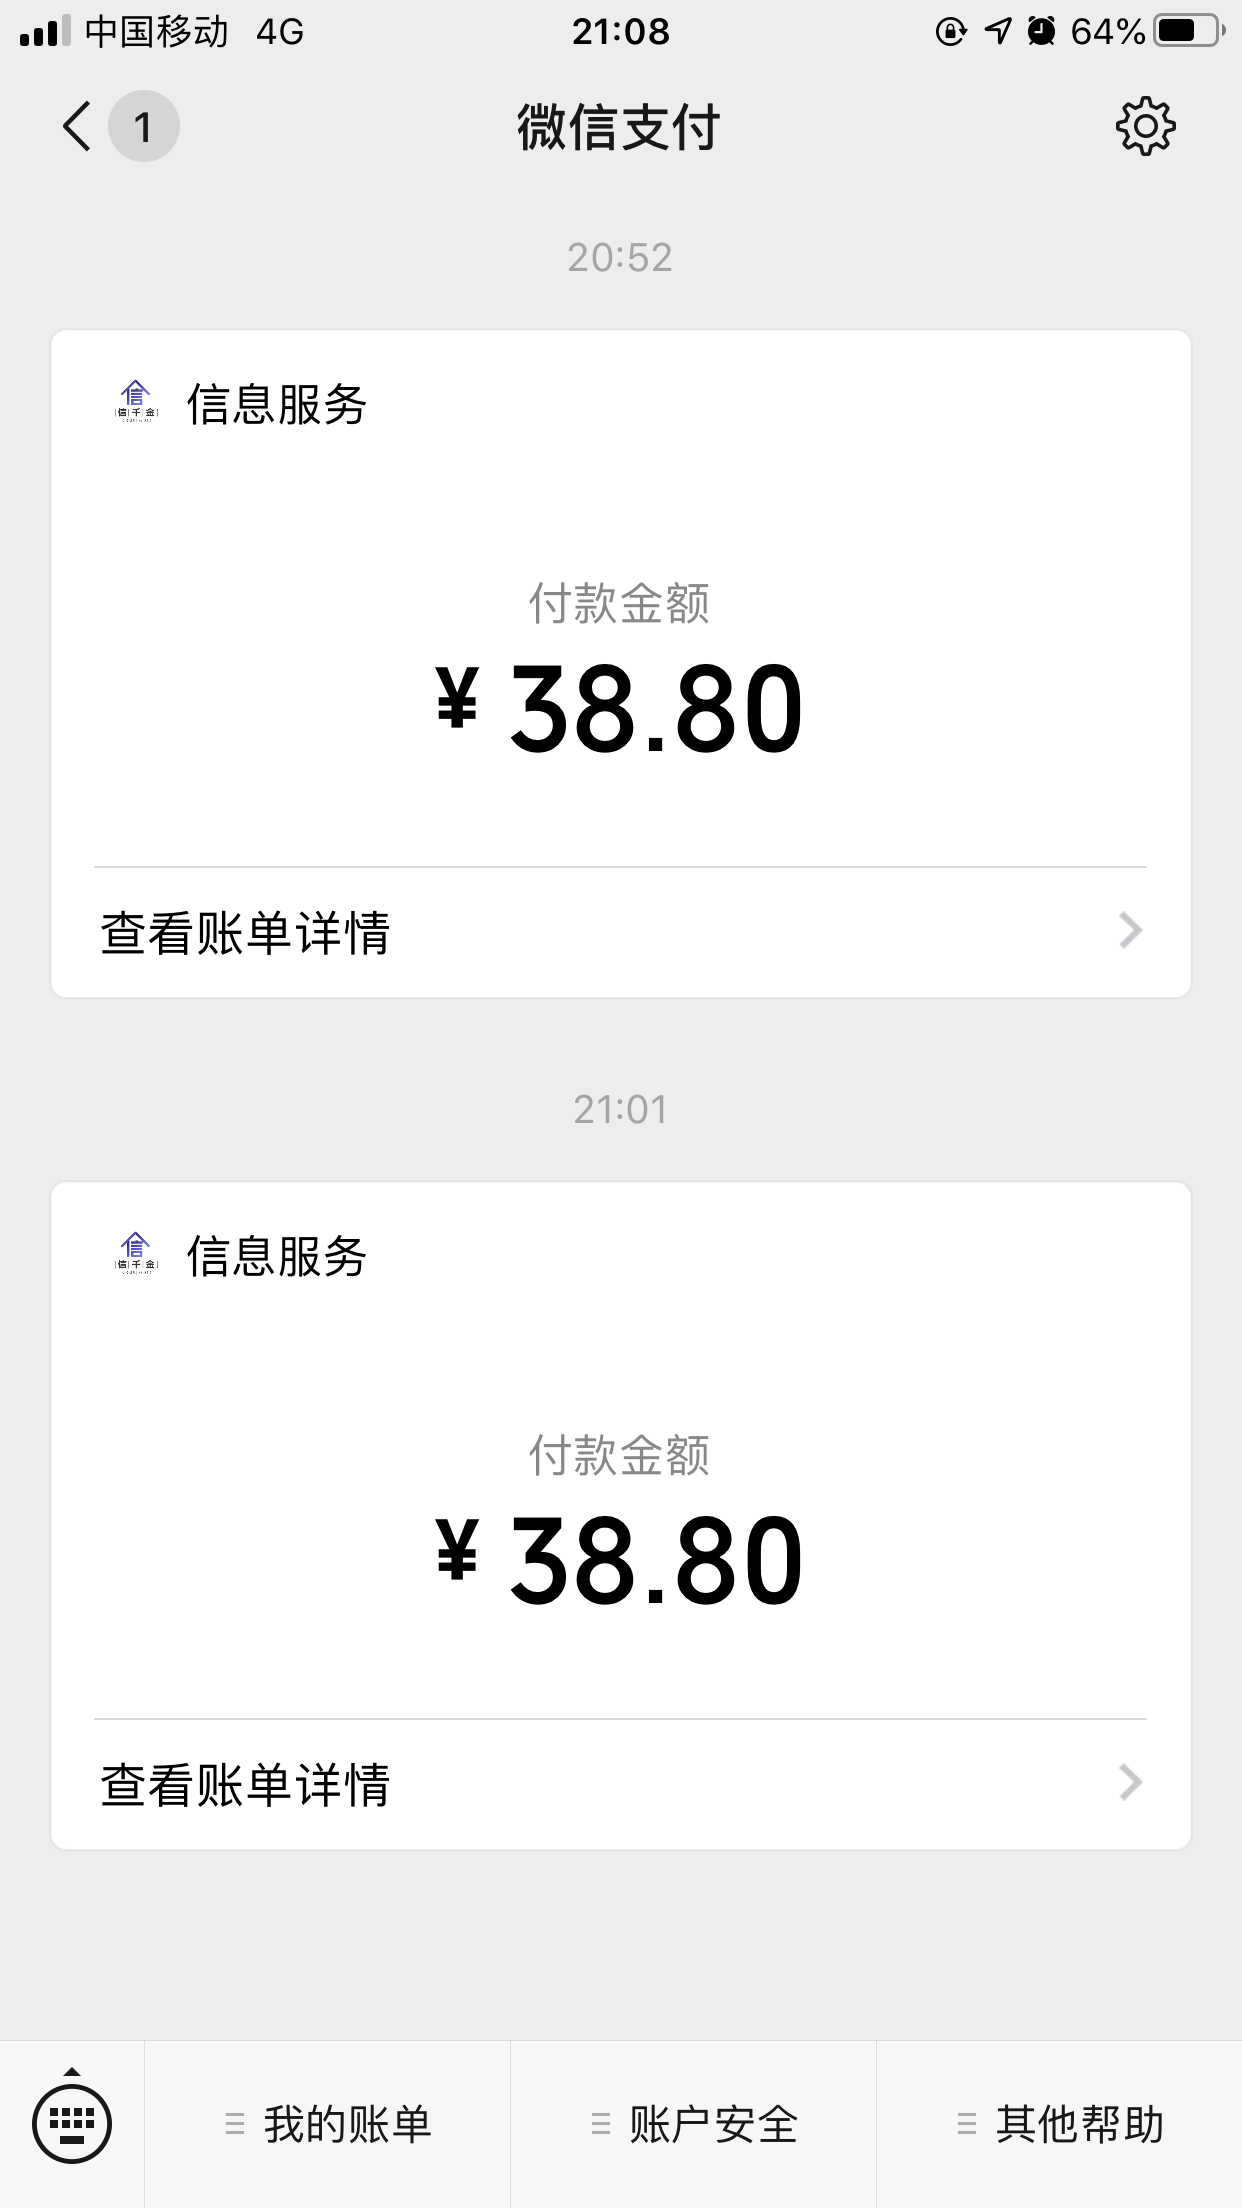 中国移动 4G 21:08 64%
1 微信支付
20:52
信息服务
信
信千金
付款金额
¥ 38.80
查看账单详情
21:01
信息服务
信
信千金
付款金额
¥ 38.80
查看账单详情
我的账单 账户安全 其他帮助